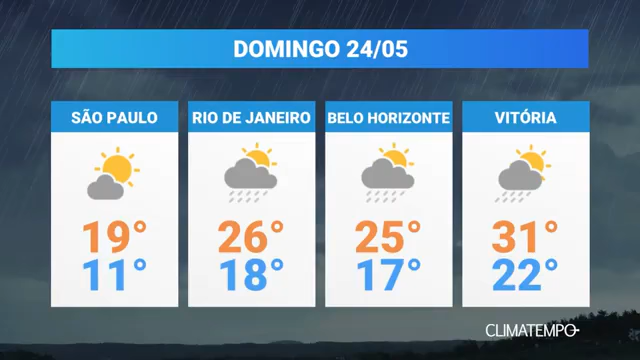 DOMINGO 24/05
SÃO PAULO
19°
11°
RIO DE JANEIRO
26°
18°
BELO HORIZONTE
25°
17°
VITÓRIA
31°
22°
CLIMATEMPO